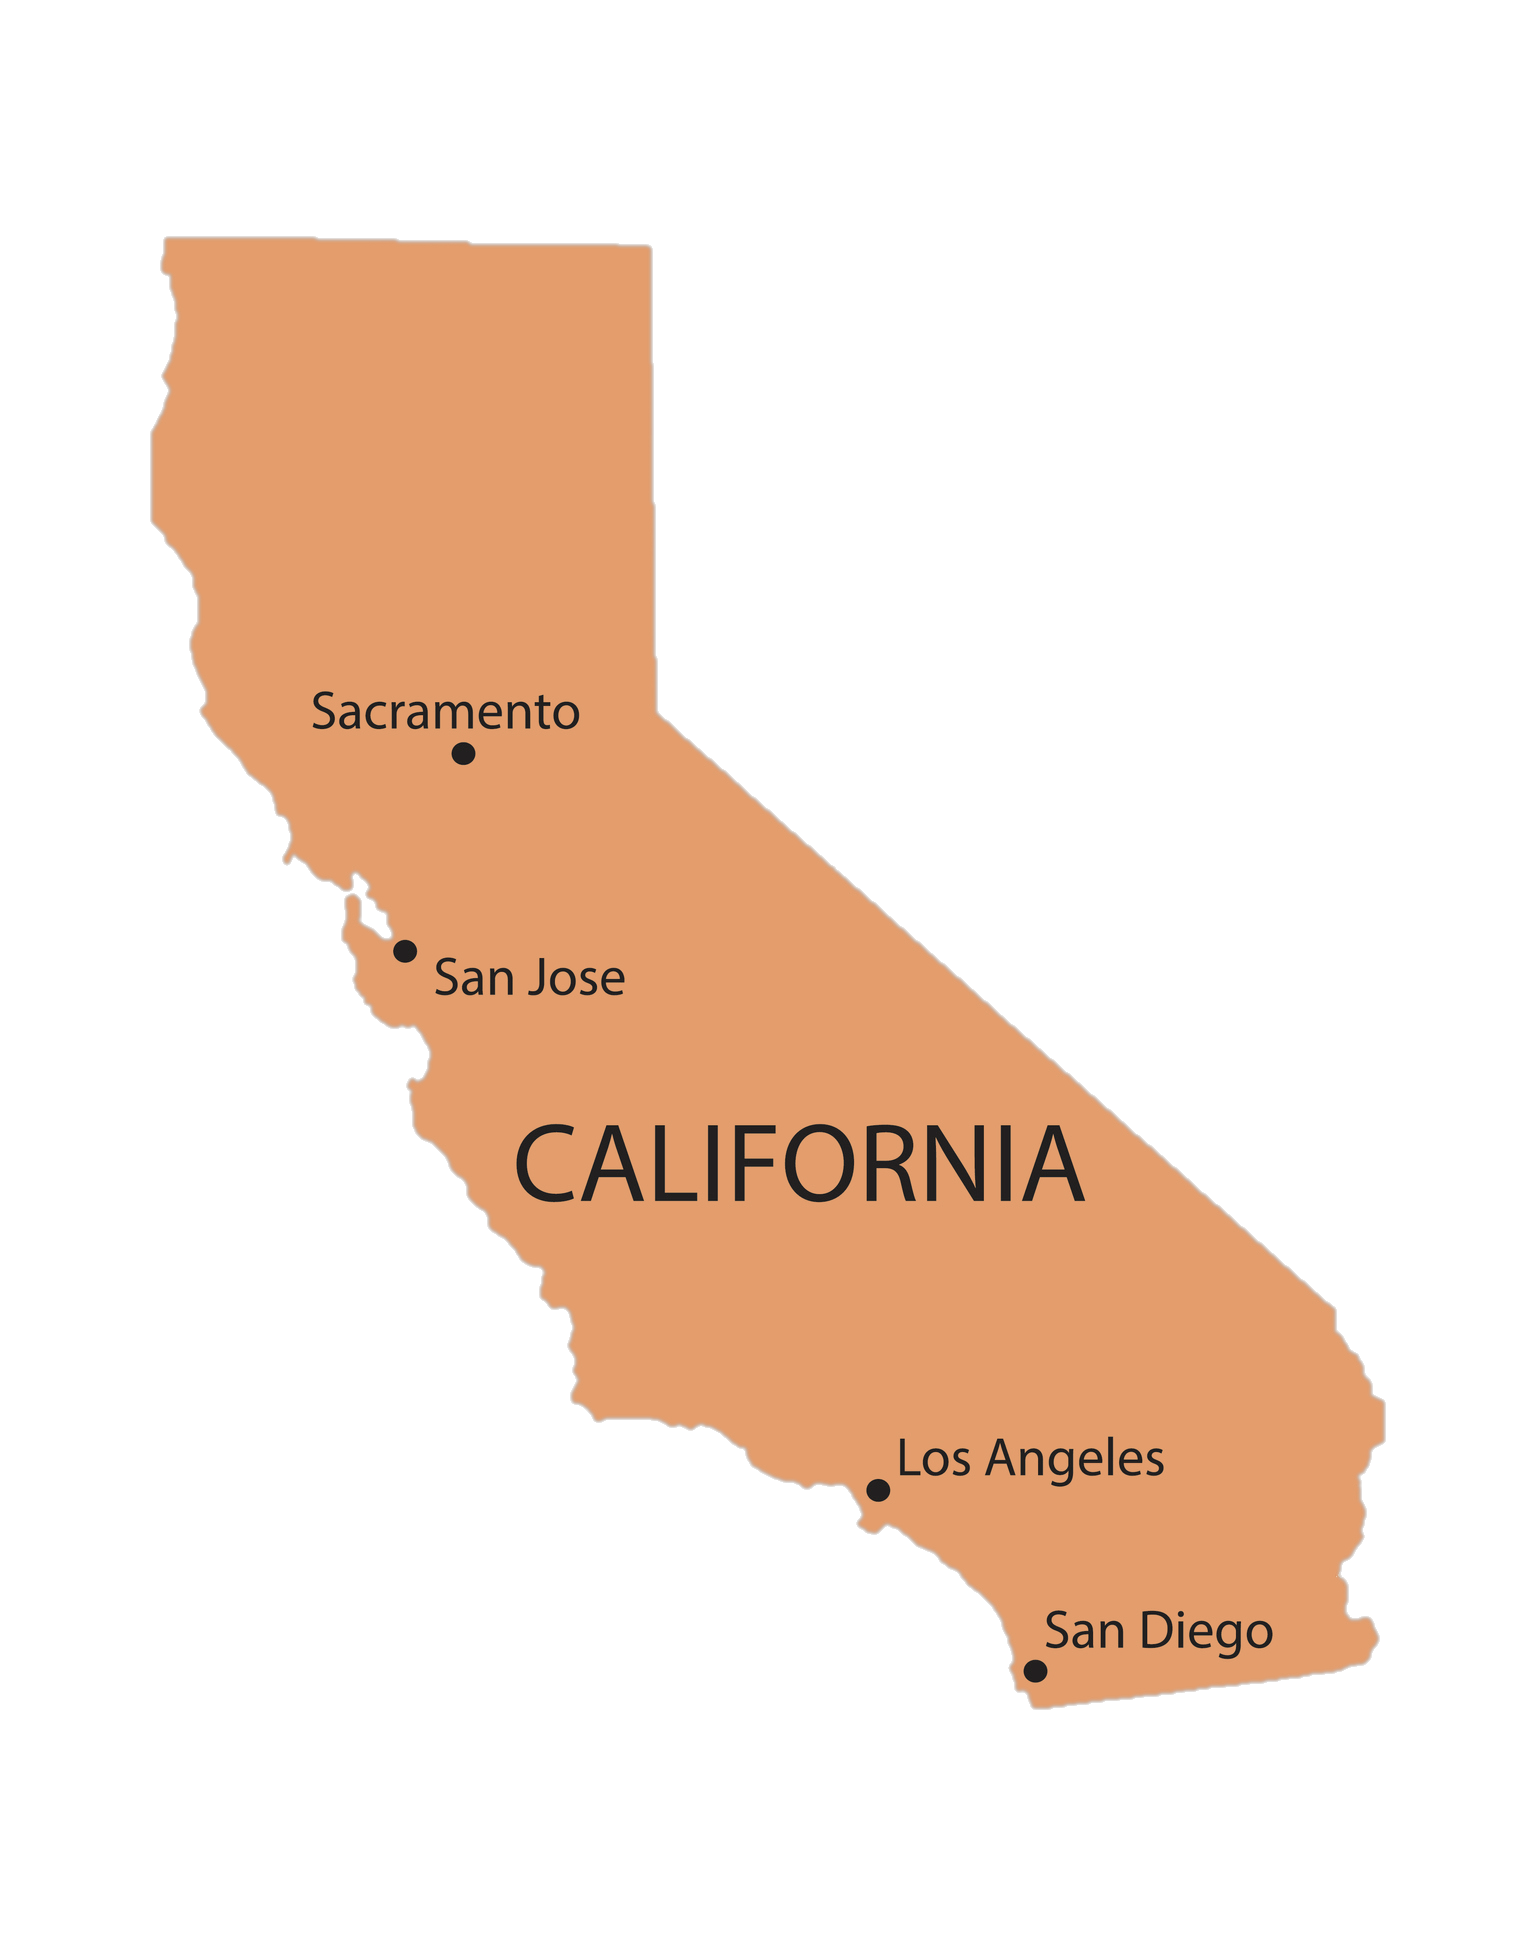 Sacramento
San Jose
CALIFORNIA
Los Angeles
San Diego